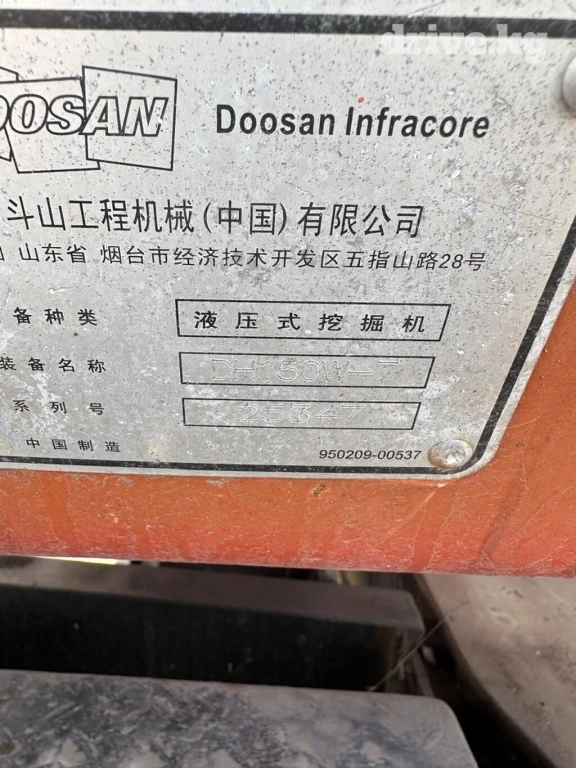 drive.kg
DOOSAN Doosan Infracore
斗山工程机械(中国)有限公司
山东省 烟台市经济技术开发区五指山路28号
备种类 液压式挖掘机
装备名称 DH150W-7
系列号
中国制造 950209-00537